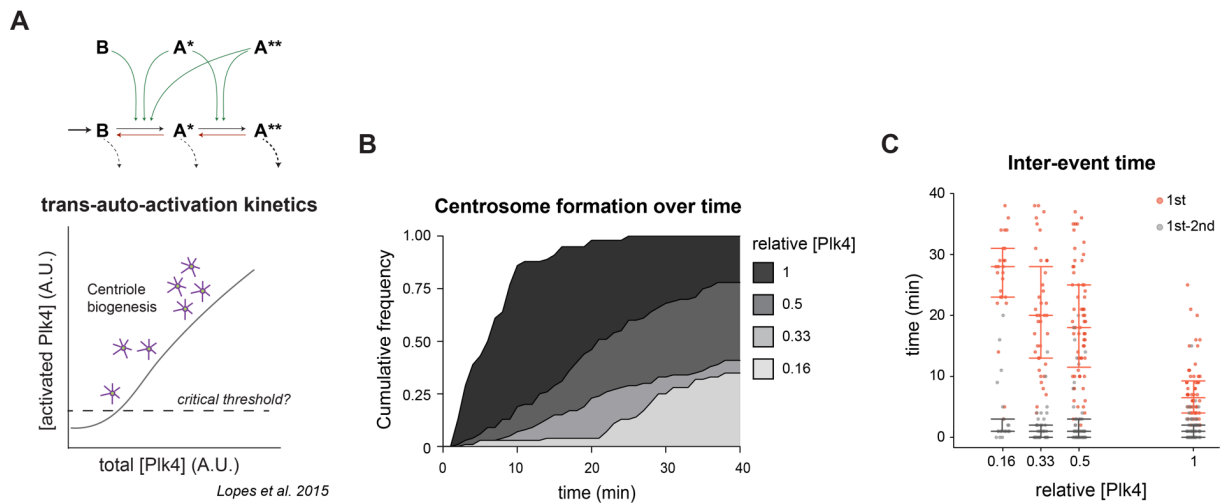 A
B A* A**
B A* A**
trans-auto-activation kinetics
[activated Plk4] (A.U.)
Centriole
biogenesis
critical threshold?
total [Plk4] (A.U.)
Lopes et al. 2015
B
Centrosome formation over time
Cumulative frequency
1.00
0.75
0.50
0.25
0
0 10 20 30 40
time (min)
relative [Plk4]
1
0.5
0.33
0.16
C
Inter-event time
1st
1st-2nd
time (min)
40
30
20
10
0
0.16 0.33 0.5 1
relative [Plk4]